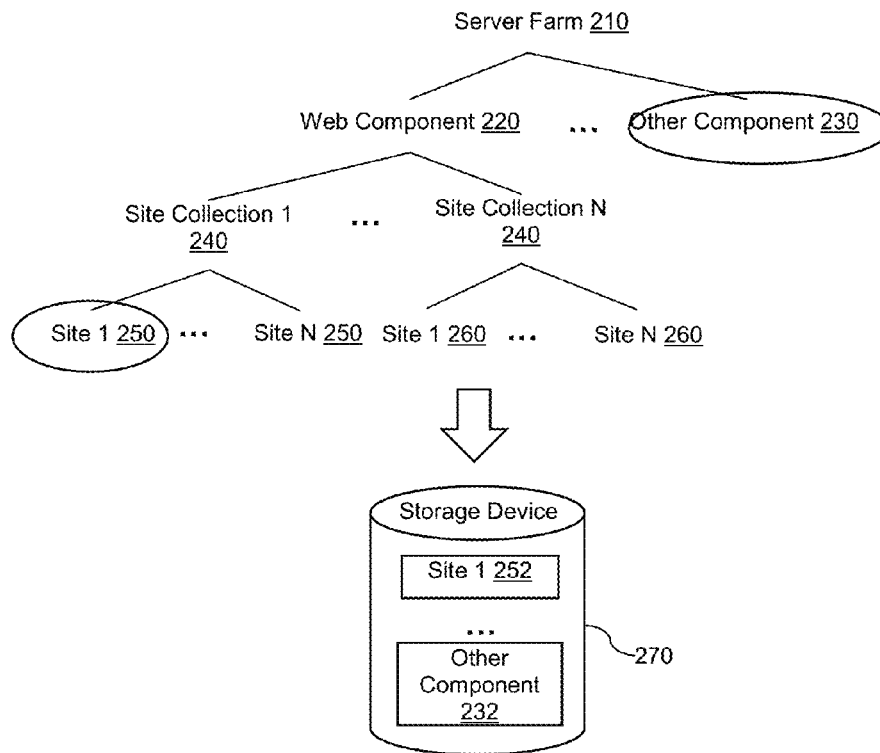 Server Farm 210
Web Component 220 ... Other Component 230
Site Collection 1 ... Site Collection N
240 240
Site 1 250 ... Site N 250 Site 1 260 ... Site N 260
Storage Device
Site 1 252
...
270
Other
Component
232